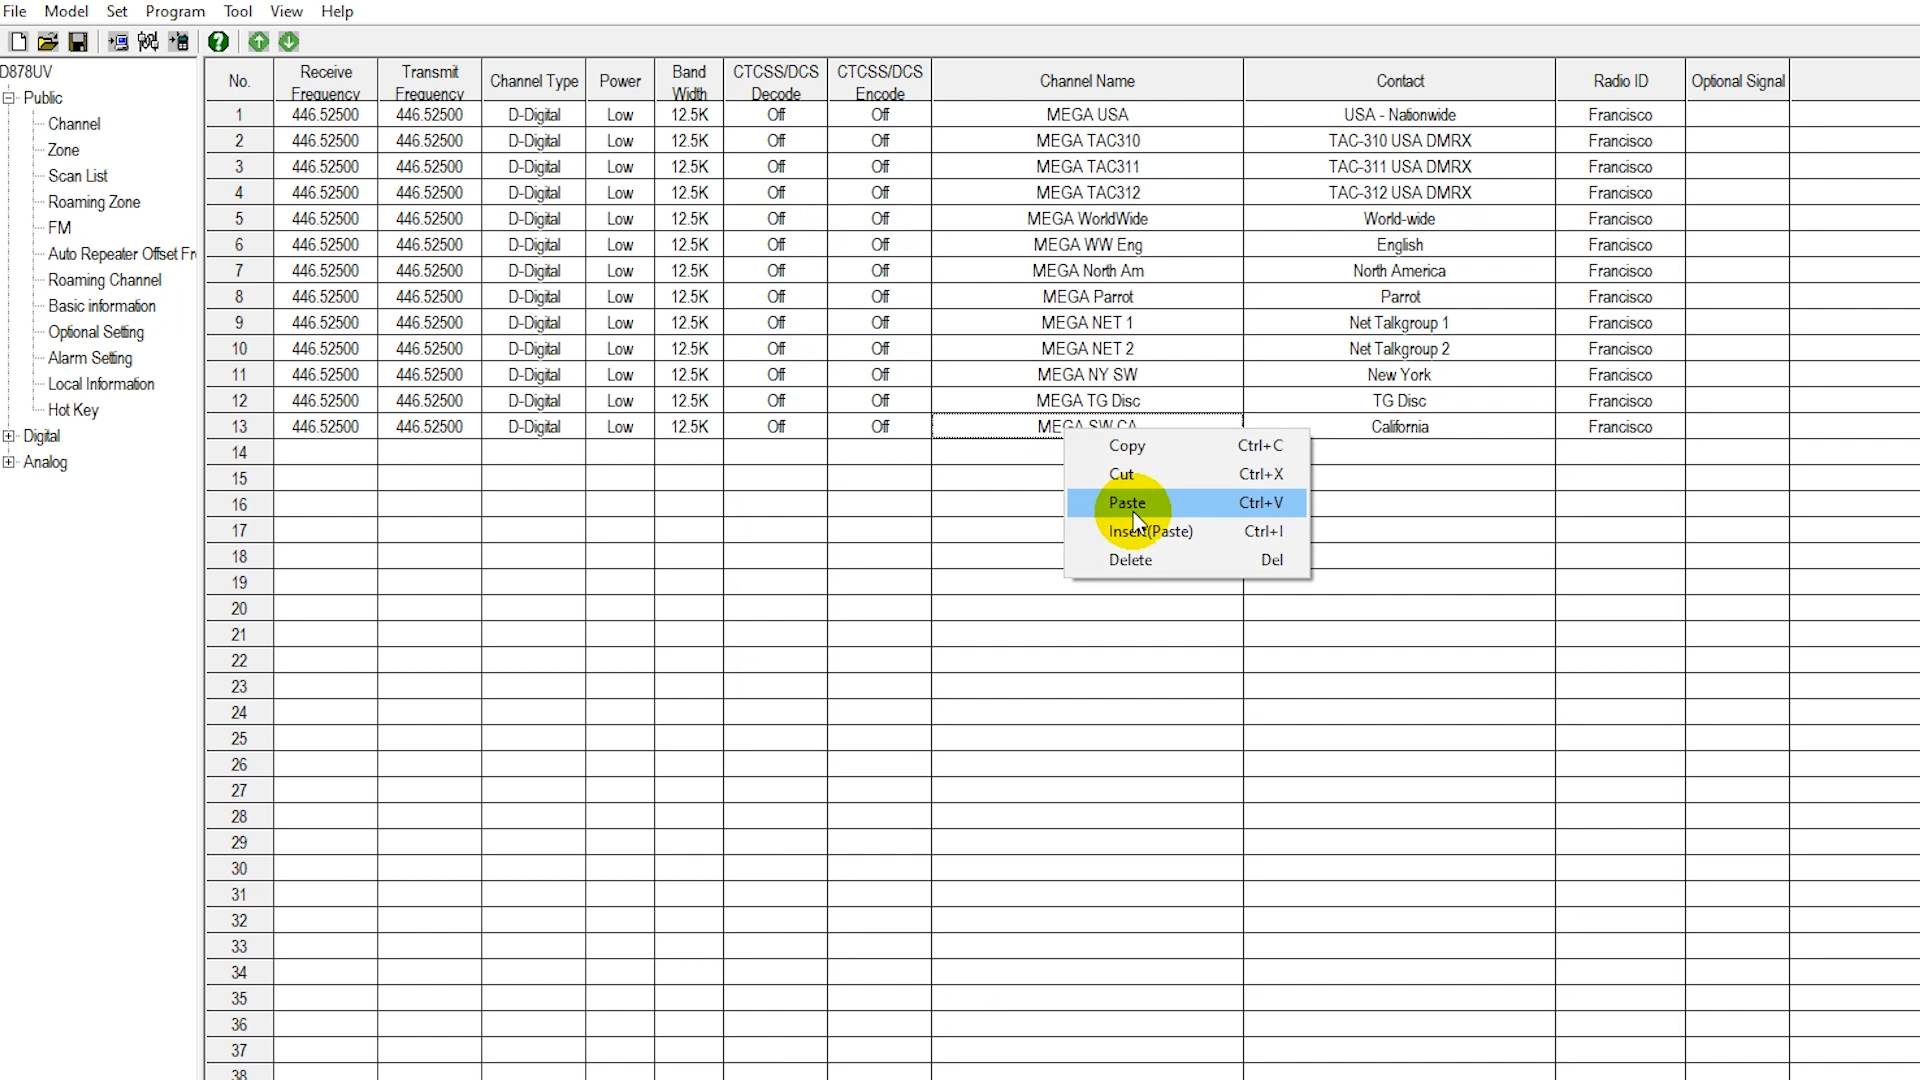 File Model Set Program Tool View Help
D878UV
Public
Channel
Zone
Scan List
Roaming Zone
FM
Auto Repeater Offset Fr
Roaming Channel
Basic information
Optional Setting
Alarm Setting
Local Information
Hot Key
Digital
Analog
No. Receive Frequency Transmit Frequency Channel Type Power Band Width CTCSS/DCS Decode CTCSS/DCS Encode Channel Name Contact Radio ID Optional Signal
1 446.52500 446.52500 D-Digital Low 12.5K Off Off MEGA USA USA - Nationwide Francisco
2 446.52500 446.52500 D-Digital Low 12.5K Off Off MEGA TAC310 TAC-310 USA DMRX Francisco
3 446.52500 446.52500 D-Digital Low 12.5K Off Off MEGA TAC311 TAC-311 USA DMRX Francisco
4 446.52500 446.52500 D-Digital Low 12.5K Off Off MEGA TAC312 TAC-312 USA DMRX Francisco
5 446.52500 446.52500 D-Digital Low 12.5K Off Off MEGA WorldWide World-wide Francisco
6 446.52500 446.52500 D-Digital Low 12.5K Off Off MEGA WW Eng English Francisco
7 446.52500 446.52500 D-Digital Low 12.5K Off Off MEGA North Am North America Francisco
8 446.52500 446.52500 D-Digital Low 12.5K Off Off MEGA Parrot Parrot Francisco
9 446.52500 446.52500 D-Digital Low 12.5K Off Off MEGA NET 1 Net Talkgroup 1 Francisco
10 446.52500 446.52500 D-Digital Low 12.5K Off Off MEGA NET 2 Net Talkgroup 2 Francisco
11 446.52500 446.52500 D-Digital Low 12.5K Off Off MEGA NY SW New York Francisco
12 446.52500 446.52500 D-Digital Low 12.5K Off Off MEGA TG Disc TG Disc Francisco
13 446.52500 446.52500 D-Digital Low 12.5K Off Off MEGA SW CA California Francisco
14
15
16
17
18
19
20
21
22
23
24
25
26
27
28
29
30
31
32
33
34
35
36
37
38
Copy Ctrl+C
Cut Ctrl+X
Paste Ctrl+V
Insert(Paste) Ctrl+I
Delete Del